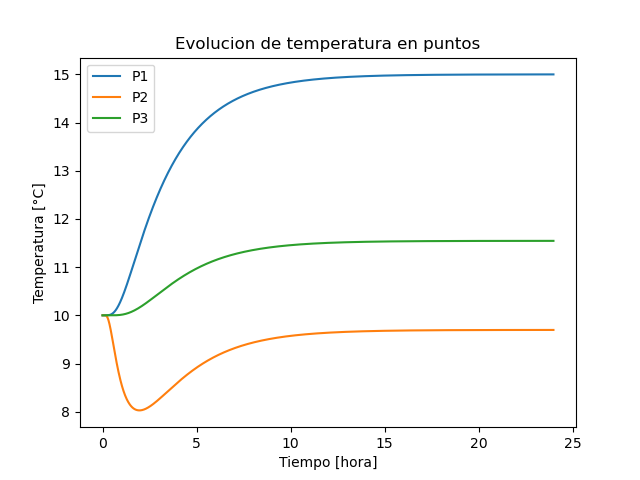 Evolucion de temperatura en puntos
P1
P2
P3
Temperatura [°C]
15
14
13
12
11
10
9
8
0
5
10
15
20
25
Tiempo [hora]